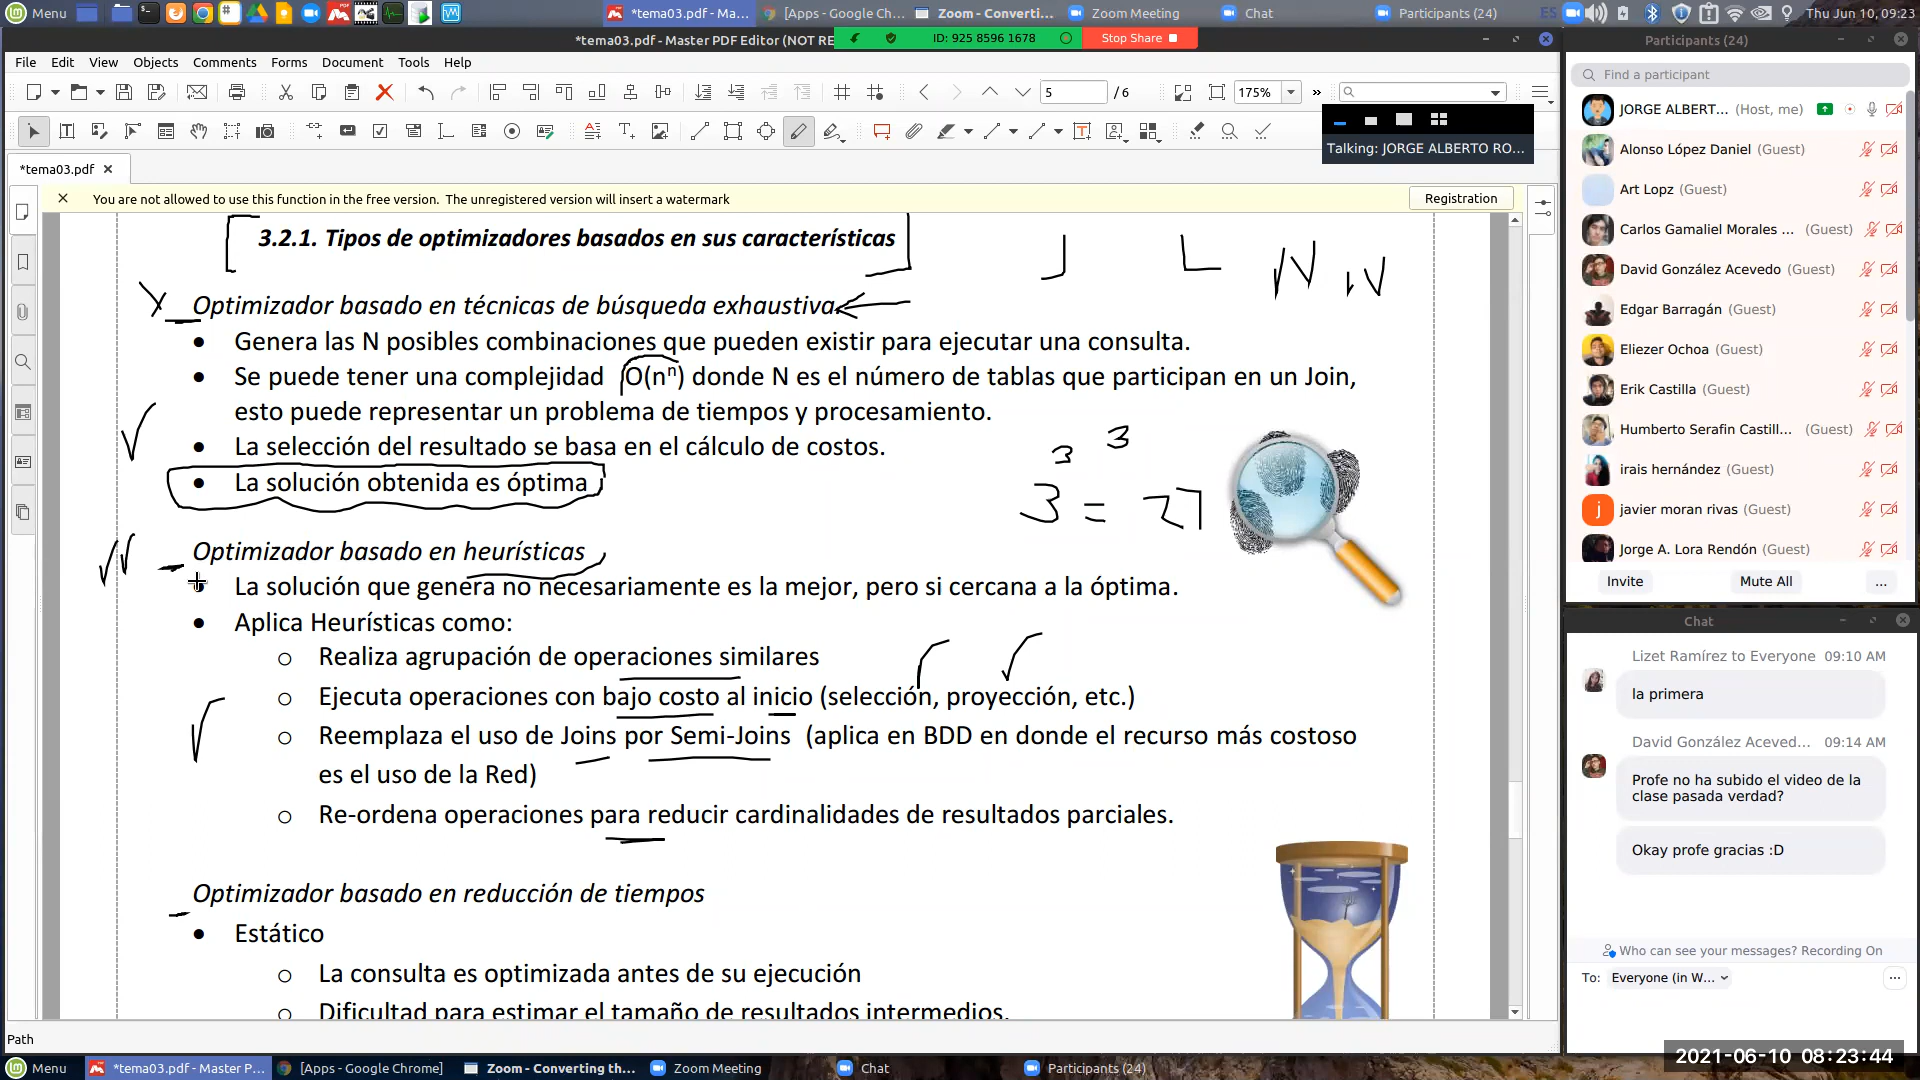 Menu
*tema03.pdf - Ma...
[Apps - Google Ch...
Zoom - Converti...
Zoom Meeting
Chat
Participants (24)
ES
Thu Jun 10, 09:23
*tema03.pdf - Master PDF Editor (NOT RE
ID: 925 8596 1678
Stop Share
Participants (24)
File Edit View Objects Comments Forms Document Tools Help
Find a participant
5 / 6
175%
Talking: JORGE ALBERTO RO...
JORGE ALBERT... (Host, me)
Alonso López Daniel (Guest)
Art Lopz (Guest)
Carlos Gamaliel Morales ... (Guest)
David González Acevedo (Guest)
Edgar Barragán (Guest)
Eliezer Ochoa (Guest)
Erik Castilla (Guest)
Humberto Serafin Castill... (Guest)
irais hernández (Guest)
j javier moran rivas (Guest)
Jorge A. Lora Rendón (Guest)
Invite Mute All ...
*tema03.pdf
You are not allowed to use this function in the free version. The unregistered version will insert a watermark
Registration
3.2.1. Tipos de optimizadores basados en sus características
Optimizador basado en técnicas de búsqueda exhaustiva
• Genera las N posibles combinaciones que pueden existir para ejecutar una consulta.
• Se puede tener una complejidad O(nⁿ) donde N es el número de tablas que participan en un Join,
esto puede representar un problema de tiempos y procesamiento.
• La selección del resultado se basa en el cálculo de costos.
• La solución obtenida es óptima
3³ = 27
3
Optimizador basado en heurísticas
• La solución que genera no necesariamente es la mejor, pero si cercana a la óptima.
• Aplica Heurísticas como:
o Realiza agrupación de operaciones similares
o Ejecuta operaciones con bajo costo al inicio (selección, proyección, etc.)
o Reemplaza el uso de Joins por Semi-Joins (aplica en BDD en donde el recurso más costoso
es el uso de la Red)
o Re-ordena operaciones para reducir cardinalidades de resultados parciales.
Optimizador basado en reducción de tiempos
• Estático
o La consulta es optimizada antes de su ejecución
o Dificultad para estimar el tamaño de resultados intermedios.
Path
Chat
Lizet Ramírez to Everyone 09:10 AM
la primera
David González Aceved... 09:14 AM
Profe no ha subido el video de la
clase pasada verdad?
Okay profe gracias :D
Who can see your messages? Recording On
To: Everyone (in W...
...
2021-06-10 08:23:44
Menu
*tema03.pdf - Master P...
[Apps - Google Chrome]
Zoom - Converting th...
Zoom Meeting
Chat
Participants (24)